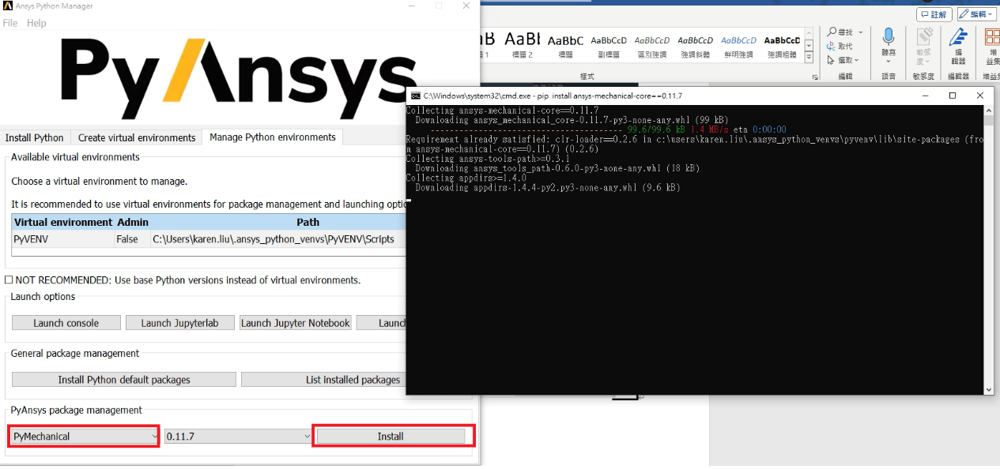 Ansys Python Manager
File Help
PyAnsys
Install Python
Create virtual environments
Manage Python environments
Available virtual environments
Choose a virtual environment to manage.
It is recommended to use virtual environments for package management and launching optio
Virtual environment Admin Path
PyVENV False C:\Users\karen.liu\.ansys_python_venvs\PyVENV\Scripts
NOT RECOMMENDED: Use base Python versions instead of virtual environments.
Launch options
Launch console
Launch Jupyterlab
Launch Jupyter Notebook
Launch
General package management
Install Python default packages
List installed packages
PyAnsys package management
PyMechanical
0.11.7
Install
註解
編輯
AaBł AaBbC AaBbCcD AaBbCcD AaBbCcD AaBbCcD AaBbCcD
標題 2 標題 副標題 區別強調 強調斜體 鮮明強調 強調粗體
樣式
尋找
取代
選取
編輯
聽寫
語音
敏感度
敏感度
編輯器
編輯器
增益集
增益集
C:\Windows\system32\cmd.exe - pip install ansys-mechanical-core==0.11.7
Collecting ansys-mechanical-core==0.11.7
Downloading ansys_mechanical_core-0.11.7-py3-none-any.whl (99 kB)
---------------------------------------- 99.6/99.6 kB 1.4 MB/s eta 0:00:00
Requirement already satisfied: clr-loader==0.2.6 in c:\users\karen.liu\.ansys_python_venvs\pyvenv\lib\site-packages (fro
m ansys-mechanical-core==0.11.7) (0.2.6)
Collecting ansys-tools-path>=0.3.1
Downloading ansys_tools_path-0.6.0-py3-none-any.whl (18 kB)
Collecting appdirs>=1.4.0
Downloading appdirs-1.4.4-py2.py3-none-any.whl (9.6 kB)